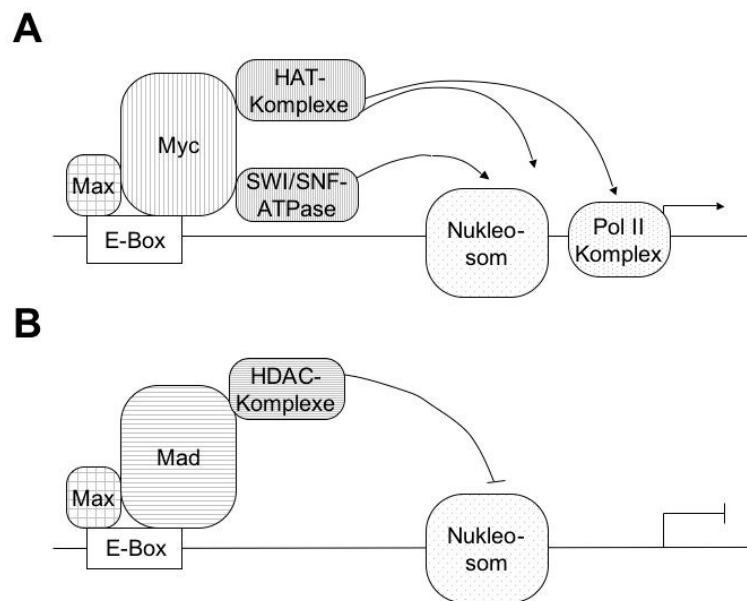 A
HAT-
Komplexe
Myc
Max
SWI/SNF-
ATPase
E-Box
Nukleo-
som
Pol II
Komplex
B
HDAC-
Komplexe
Mad
Max
E-Box
Nukleo-
som